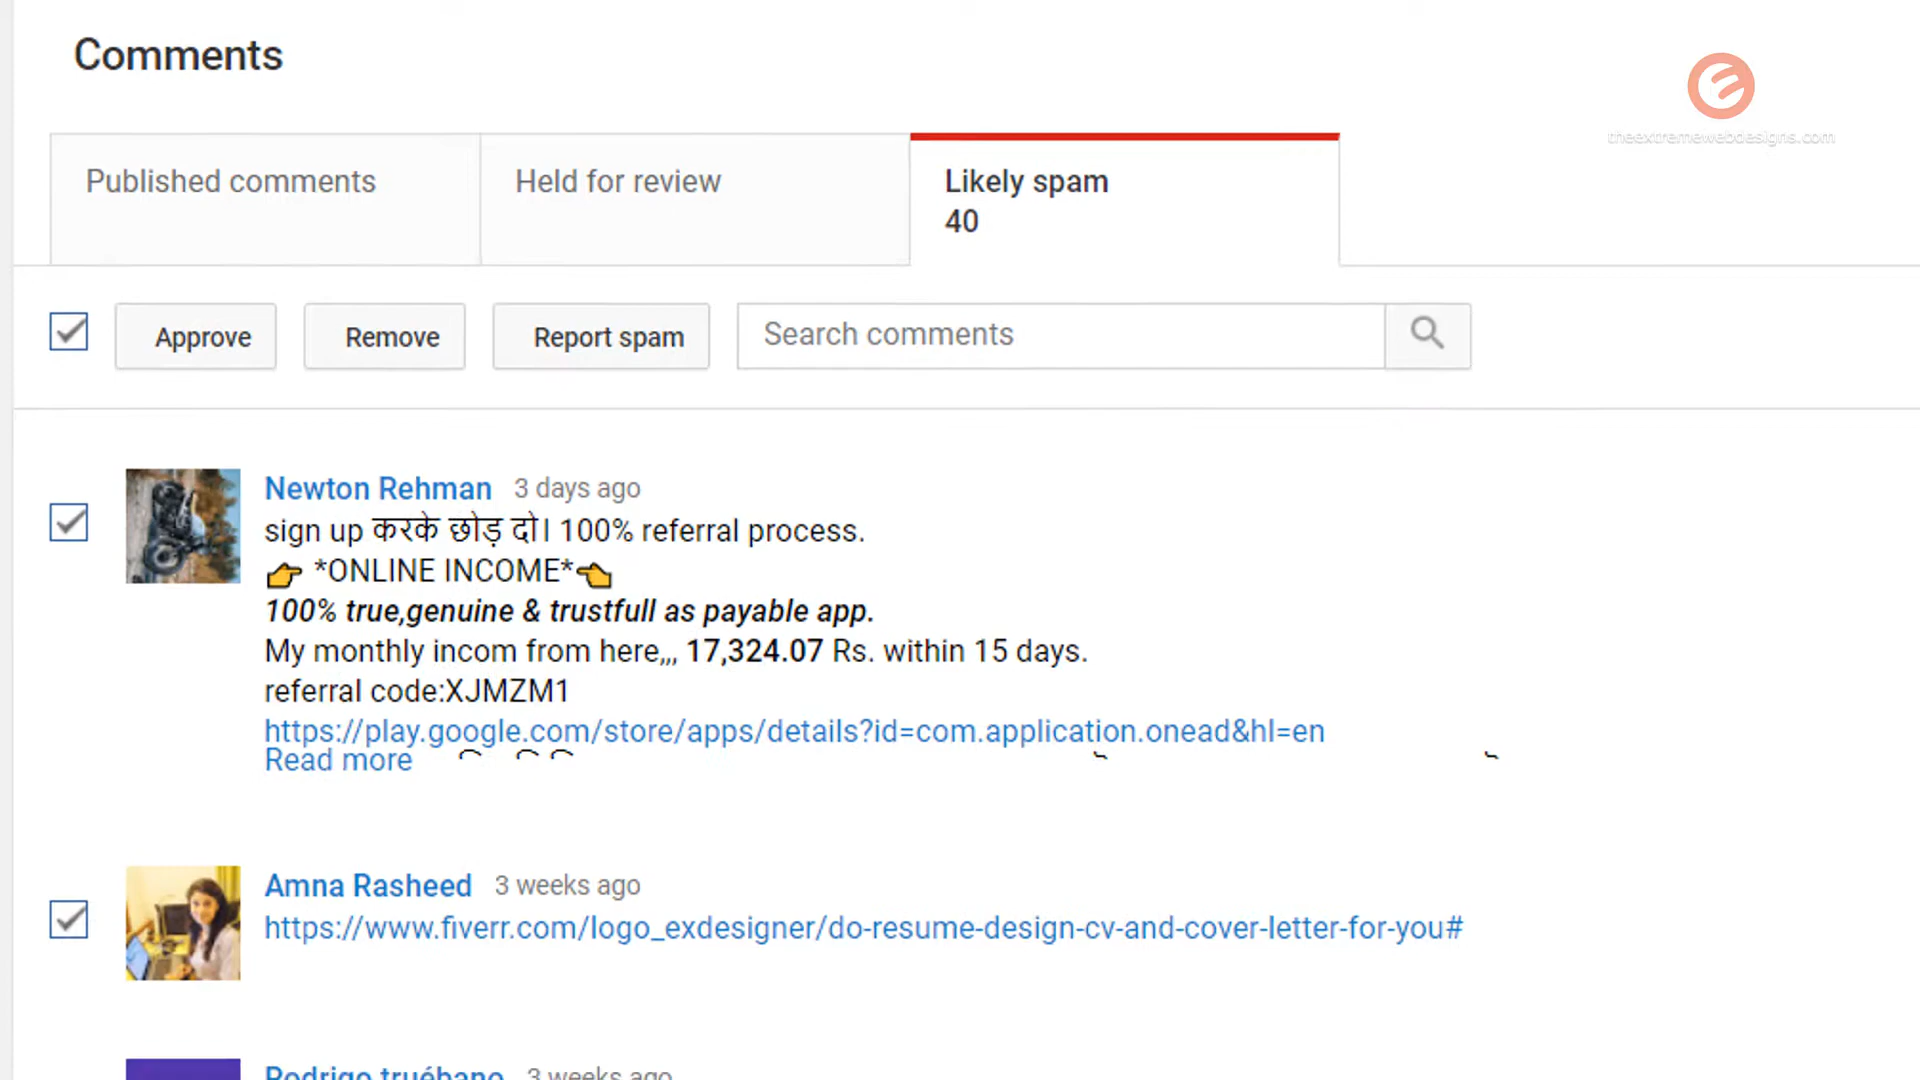 Comments
theextremewebdesigns.com
Published comments
Held for review
Likely spam
40
Approve
Remove
Report spam
Search comments
Newton Rehman 3 days ago
sign up करके छोड़ दो। 100% referral process.
👉 *ONLINE INCOME*👈
100% true,genuine & trustfull as payable app.
My monthly incom from here,,, 17,324.07 Rs. within 15 days.
referral code:XJMZM1
https://play.google.com/store/apps/details?id=com.application.onead&hl=en
Read more
Amna Rasheed 3 weeks ago
https://www.fiverr.com/logo_exdesigner/do-resume-design-cv-and-cover-letter-for-you#
Rodrigo truébano 3 weeks ago